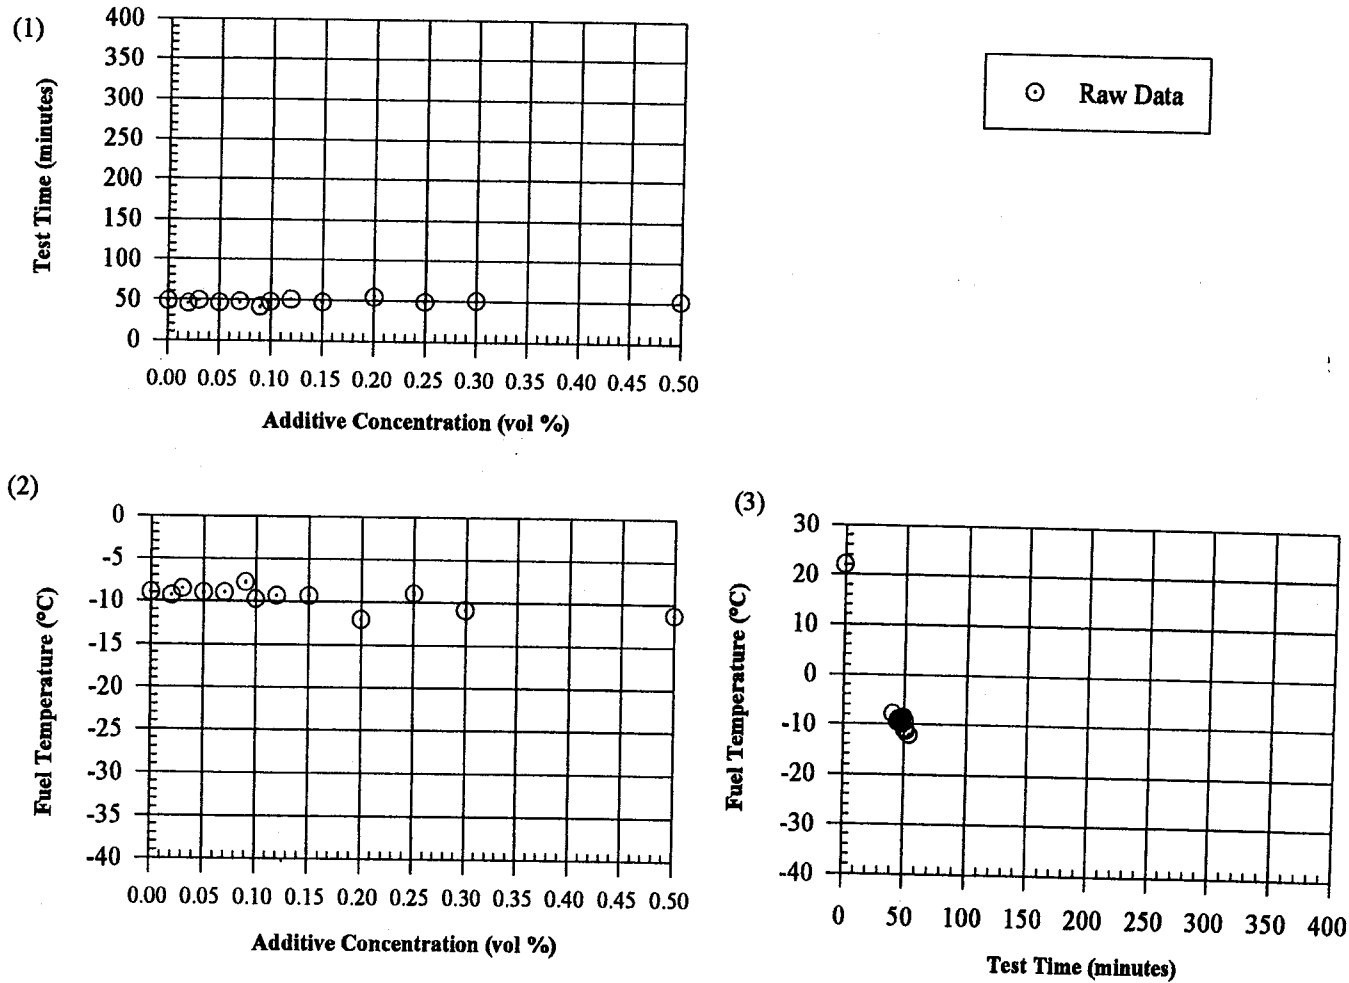 (1)
400
350
300
250
200
150
100
50
0
Test Time (minutes)
0.00 0.05 0.10 0.15 0.20 0.25 0.30 0.35 0.40 0.45 0.50
Additive Concentration (vol %)
Raw Data
(2)
0
-5
-10
-15
-20
-25
-30
-35
-40
Fuel Temperature (°C)
0.00 0.05 0.10 0.15 0.20 0.25 0.30 0.35 0.40 0.45 0.50
Additive Concentration (vol %)
(3)
30
20
10
0
-10
-20
-30
-40
Fuel Temperature (°C)
0 50 100 150 200 250 300 350 400
Test Time (minutes)